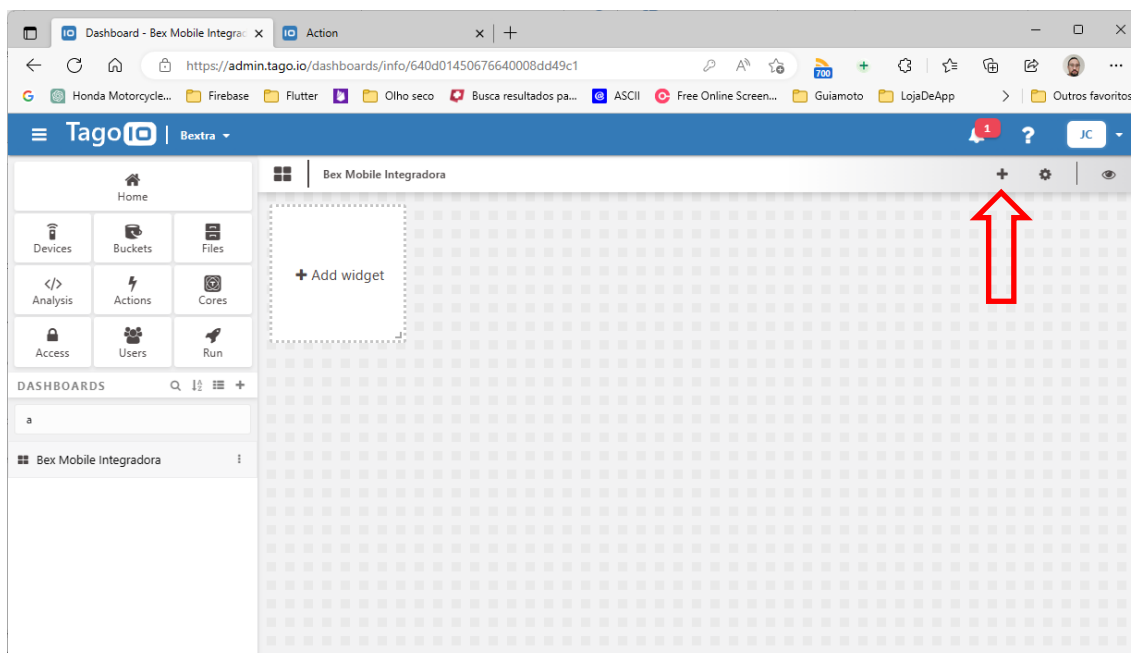 Dashboard - Bex Mobile Integrac
Action
https://admin.tago.io/dashboards/info/640d01450676640008dd49c1
700
Honda Motorcycle...
Firebase
Flutter
Olho seco
Busca resultados pa...
ASCII
Free Online Screen...
Guiamoto
LojaDeApp
Outros favoritos
TagoIO
Bextra
1
?
JC
Home
Bex Mobile Integradora
Devices
Buckets
Files
+ Add widget
</>
Analysis
Actions
Cores
Access
Users
Run
DASHBOARDS
a
Bex Mobile Integradora